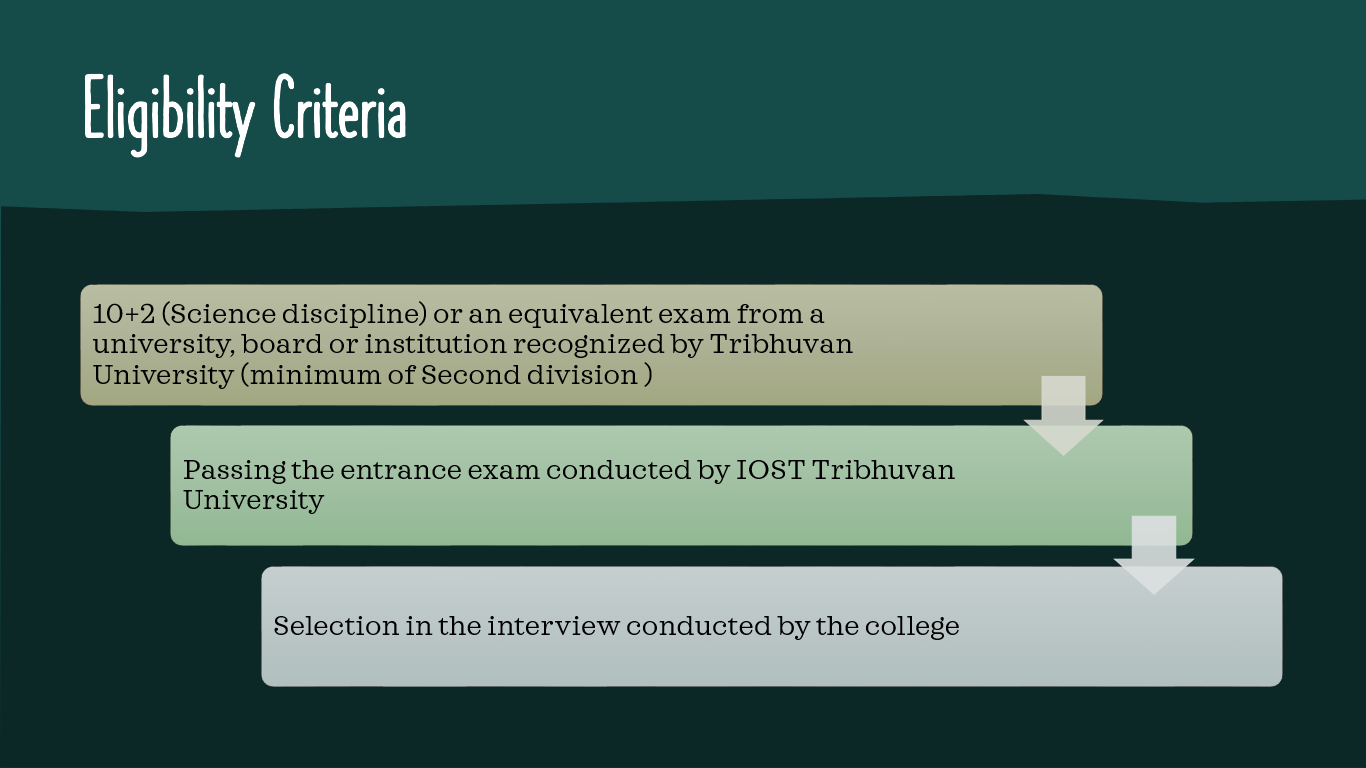 Eligibility Criteria
10+2 (Science discipline) or an equivalent exam from a
university, board or institution recognized by Tribhuvan
University (minimum of Second division )
Passing the entrance exam conducted by IOST Tribhuvan
University
Selection in the interview conducted by the college